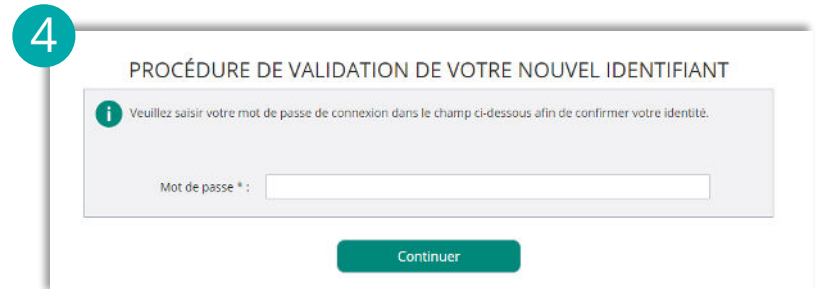 4
PROCÉDURE DE VALIDATION DE VOTRE NOUVEL IDENTIFIANT
i Veuillez saisir votre mot de passe de connexion dans le champ ci-dessous afin de confirmer votre identité.
Mot de passe * :
Continuer